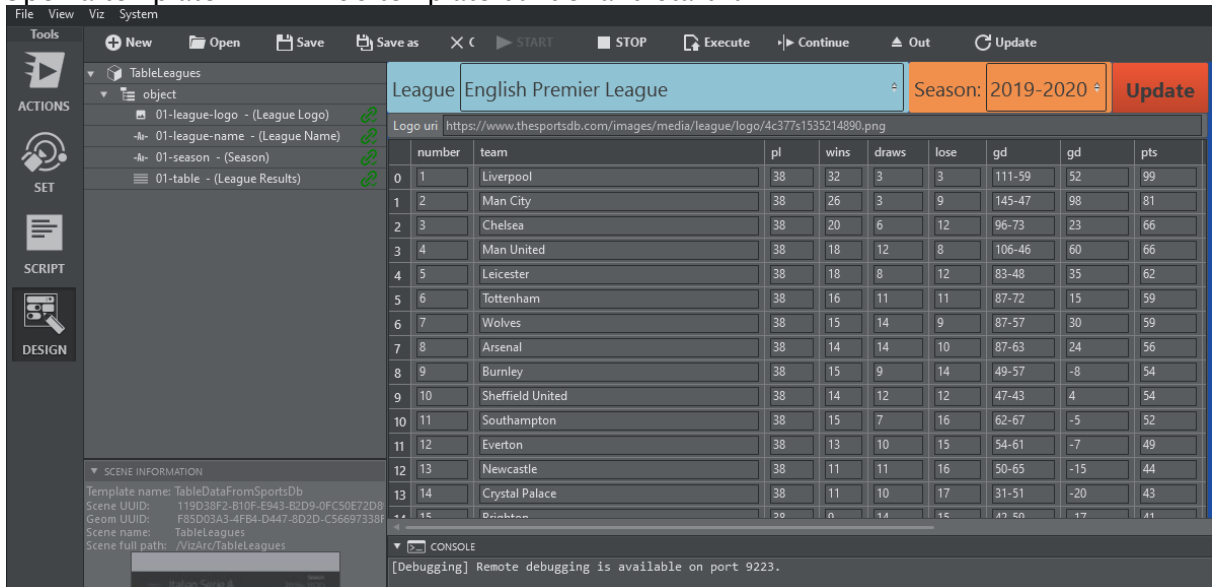 File View Viz System
Tools
New Open Save Save as START STOP Execute Continue Out Update
ACTIONS
SET
SCRIPT
DESIGN
TableLeagues
object
01-league-logo - (League Logo)
01-league-name - (League Name)
01-season - (Season)
01-table - (League Results)
League English Premier League Season: 2019-2020 Update
Logo uri https://www.thesportsdb.com/images/media/league/logo/4c377s1535214890.png
number team pl wins draws lose gd gd pts
0 1 Liverpool 38 32 3 3 111-59 52 99
1 2 Man City 38 26 3 9 145-47 98 81
2 3 Chelsea 38 20 6 12 96-73 23 66
3 4 Man United 38 18 12 8 106-46 60 66
4 5 Leicester 38 18 8 12 83-48 35 62
5 6 Tottenham 38 16 11 11 87-72 15 59
6 7 Wolves 38 15 14 9 87-57 30 59
7 8 Arsenal 38 14 14 10 87-63 24 56
8 9 Burnley 38 15 9 14 49-57 -8 54
9 10 Sheffield United 38 14 12 12 47-43 4 54
10 11 Southampton 38 15 7 16 62-67 -5 52
11 12 Everton 38 13 10 15 54-61 -7 49
12 13 Newcastle 38 11 11 16 50-65 -15 44
13 14 Crystal Palace 38 11 10 17 31-51 -20 43
14 15 Brighton 38 9 14 15 42-50 -17 41
SCENE INFORMATION
Template name: TableDataFromSportsDb
Scene UUID: 119D38F2-B10F-E943-B2D9-0FC50E72D8
Geom UUID: F85D03A3-4FB4-D447-8D2D-C56697338F
Scene name: TableLeagues
Scene full path: /VizArc/TableLeagues
Italian Serie A
CONSOLE
[Debugging] Remote debugging is available on port 9223.